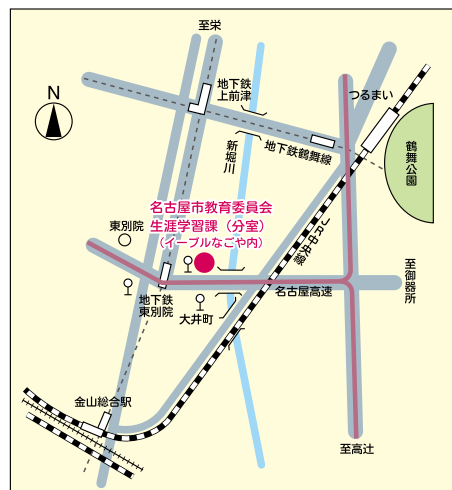 至栄
N
地下鉄
上前津
つるまい
地下鉄鶴舞線
鶴舞公園
新堀川
名古屋市教育委員会
生涯学習課（分室）
（イーブルなごや内）
東別院
JR中央線
至御器所
名古屋高速
地下鉄
東別院
大井町
金山総合駅
至高辻